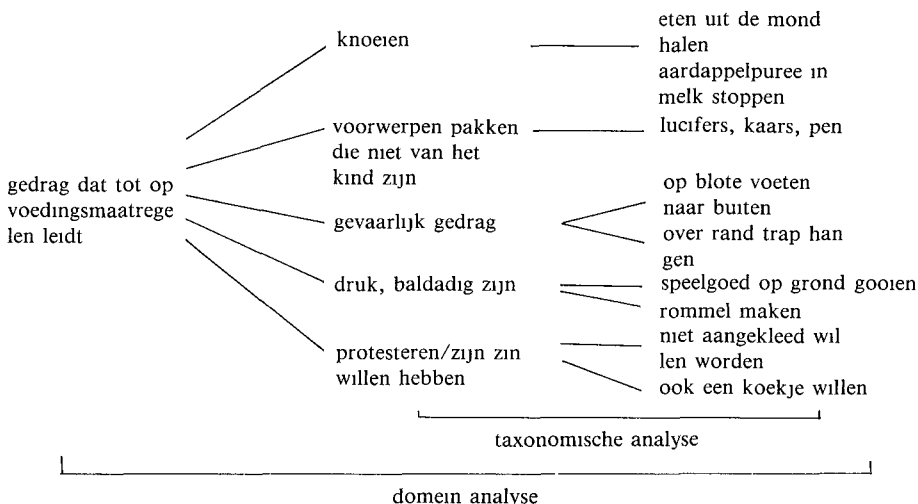 gedrag dat tot op
voedingsmaatrege
len leidt
knoeien
eten uit de mond
halen
aardappelpuree in
melk stoppen
voorwerpen pakken
die niet van het
kind zijn
lucifers, kaars, pen
gevaarlijk gedrag
op blote voeten
naar buiten
over rand trap han
gen
druk, baldadig zijn
speelgoed op grond gooien
rommel maken
protesteren/zijn zin
willen hebben
niet aangekleed wil
len worden
ook een koekje willen
taxonomische analyse
domein analyse